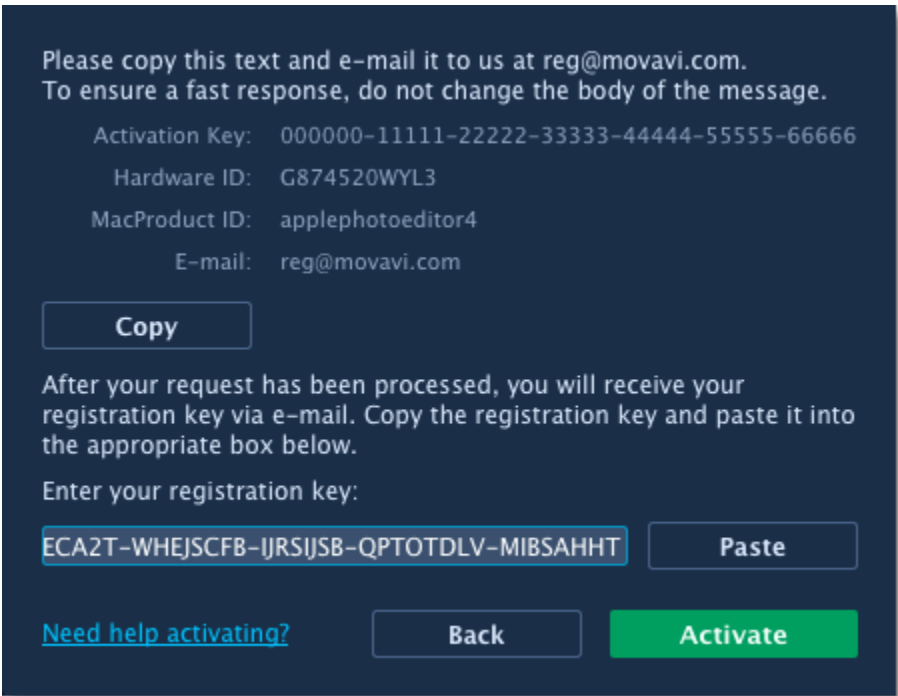 Please copy this text and e-mail it to us at reg@movavi.com.
To ensure a fast response, do not change the body of the message.
Activation Key: 000000-11111-22222-33333-44444-55555-66666
Hardware ID: G874520WYL3
MacProduct ID: applephotoeditor4
E-mail: reg@movavi.com
Copy
After your request has been processed, you will receive your
registration key via e-mail. Copy the registration key and paste it into
the appropriate box below.
Enter your registration key:
ECA2T-WHEJSCFB-IJRSIJSB-QPTOTDLV-MIBSAHHT Paste
Need help activating? Back Activate